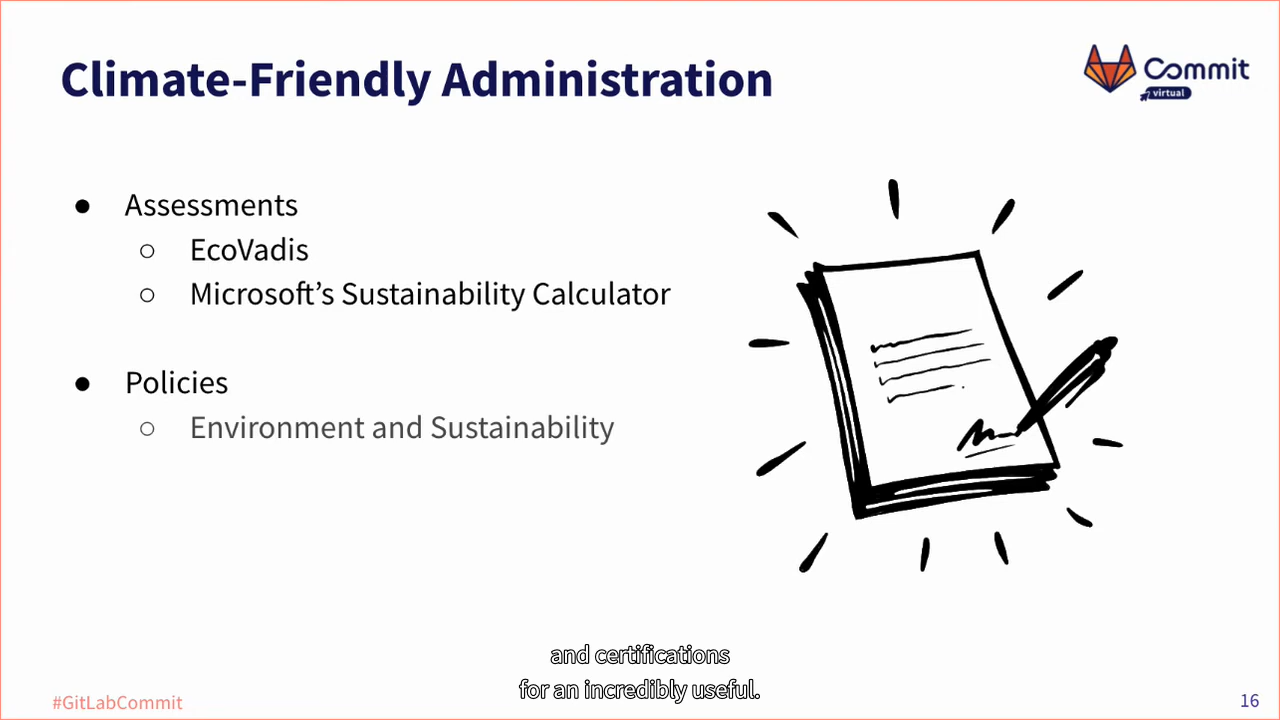 Climate-Friendly Administration
Commit
virtual
● Assessments
○ EcoVadis
○ Microsoft's Sustainability Calculator
● Policies
○ Environment and Sustainability
and certifications
for an incredibly useful.
#GitLabCommit
16